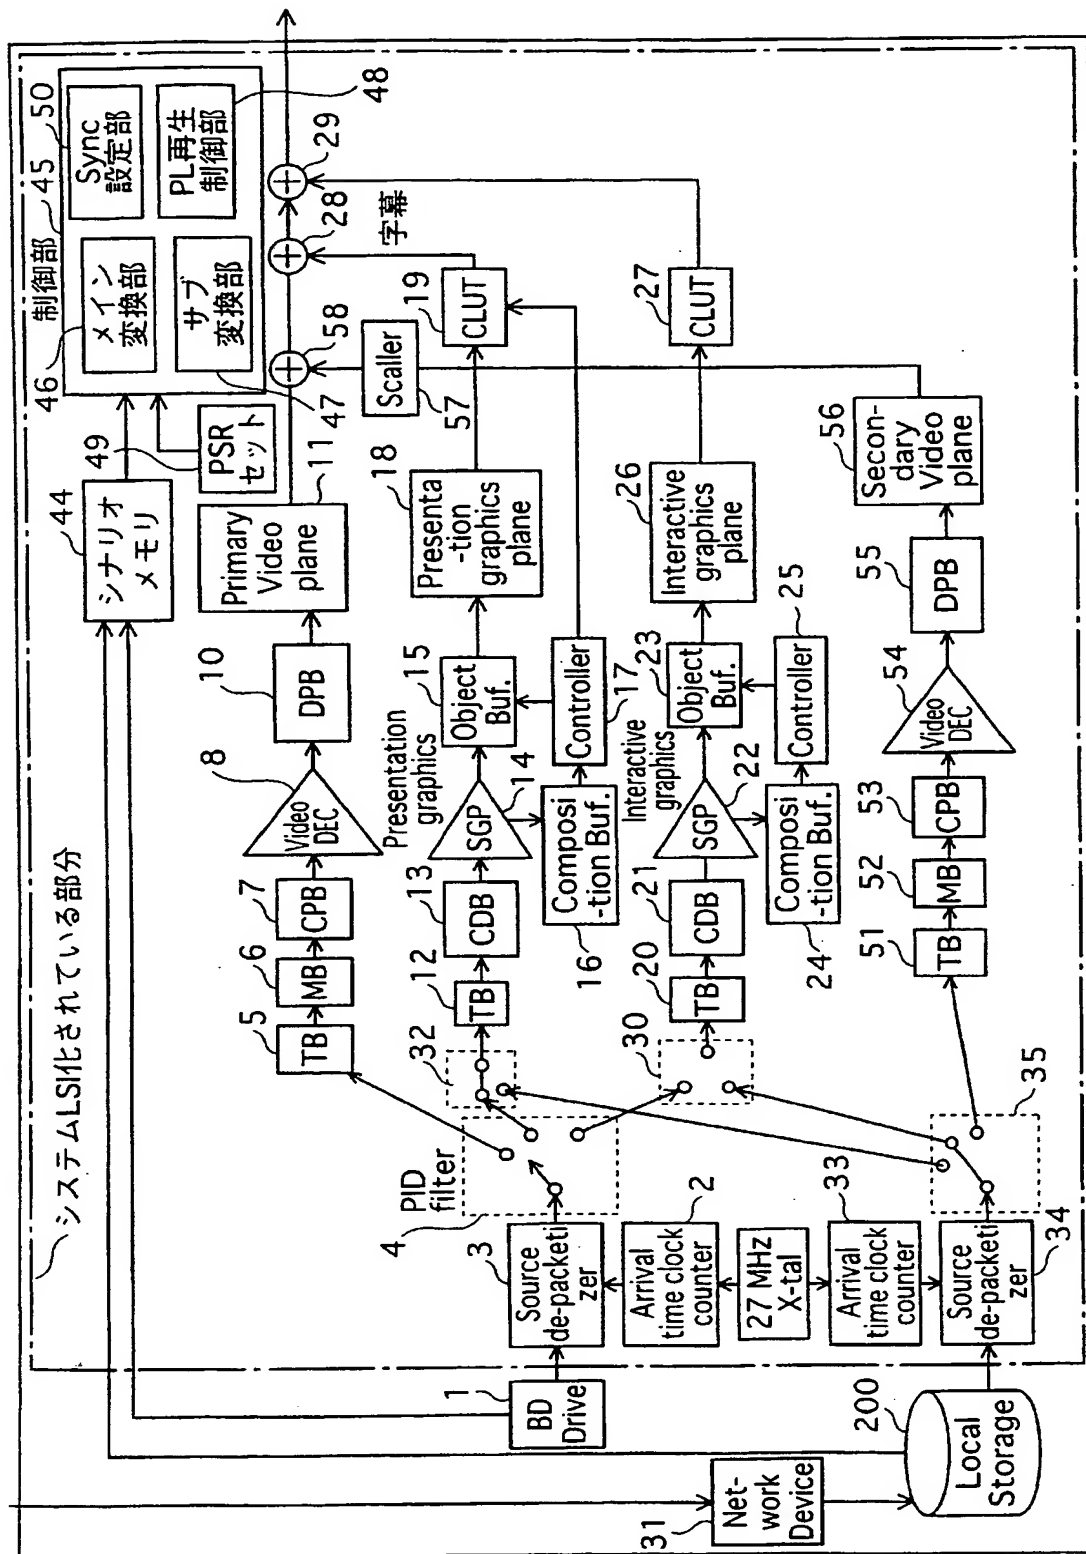 システムLSI化されている部分
制御部
45
50
Sync
設定部
PL再生
制御部
48
46
メイン
変換部
サブ
変換部
47
49
PSR
セット
44
シナリオ
メモリ
29
28
58
字幕
5
TB
6
MB
7
CPB
8
Video
DEC
10
DPB
11
Primary
Video
plane
Scaller
57
Presentation
graphics
12
TB
13
CDB
14
SGP
15
Object
Buf.
18
Presenta
-tion
graphics
plane
19
CLUT
16
Composi
-tion Buf.
17
Controller
Interactive
graphics
20
TB
21
CDB
22
SGP
23
Object
Buf.
26
Interactive
graphics
plane
27
CLUT
24
Composi
-tion Buf.
25
Controller
51
TB
52
MB
53
CPB
54
Video
DEC
55
DPB
56
Secon-
dary
Video
plane
32
30
35
PID
filter
4
3
Source
de-packeti
zer
2
Arrival
time clock
counter
27 MHz
X-tal
33
Arrival
time clock
counter
34
Source
de-packeti
zer
1
BD
Drive
200
Local
Storage
31
Net-
work
Device